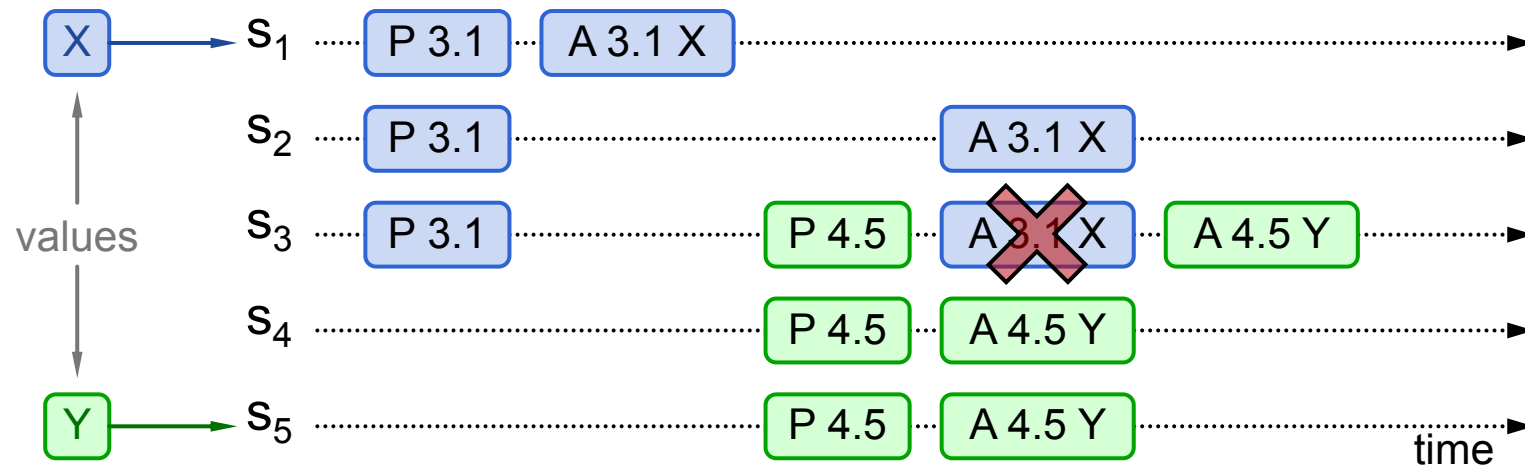 X s1 P 3.1 A 3.1 X
s2 P 3.1 A 3.1 X
values s3 P 3.1 P 4.5 A 3.1 X A 4.5 Y
s4 P 4.5 A 4.5 Y
Y s5 P 4.5 A 4.5 Y
time